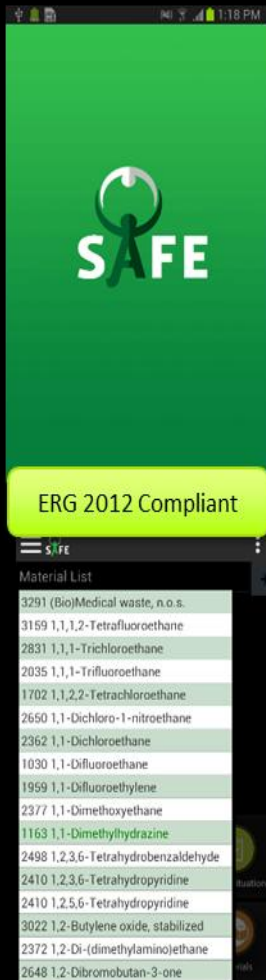 1:18 PM
SAFE
ERG 2012 Compliant
SAFE
Material List
3291 (Bio)Medical waste, n.o.s.
3159 1,1,1,2-Tetrafluoroethane
2831 1,1,1-Trichloroethane
2035 1,1,1-Trifluoroethane
1702 1,1,2,2-Tetrachloroethane
2650 1,1-Dichloro-1-nitroethane
2362 1,1-Dichloroethane
1030 1,1-Difluoroethane
1959 1,1-Difluoroethylene
2377 1,1-Dimethoxyethane
1163 1,1-Dimethylhydrazine
2498 1,2,3,6-Tetrahydrobenzaldehyde
2410 1,2,3,6-Tetrahydropyridine
2410 1,2,5,6-Tetrahydropyridine
3022 1,2-Butylene oxide, stabilized
2372 1,2-Di-(dimethylamino)ethane
2648 1,2-Dibromobutan-3-one